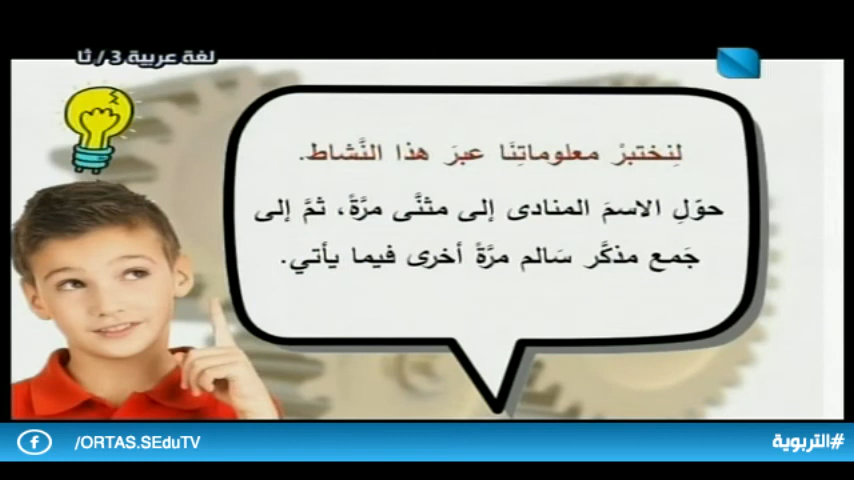 لغة عربية 3 / ثا
لِنختبرْ معلوماتِنَا عبرَ هذا النَّشاط.
حوّلِ الاسمَ المنادى إلى مثنَّى مرَّةً، ثمَّ إلى
جَمع مذكَّر سَالم مرَّةً أخرى فيما يأتي.
/ORTAS.SEduTV
#التربوية